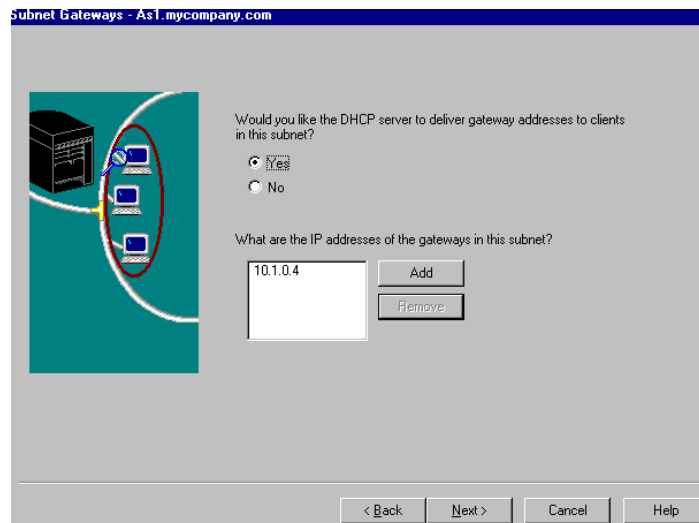 Subnet Gateways - As1.mycompany.com
Would you like the DHCP server to deliver gateway addresses to clients
in this subnet?
Yes
No
What are the IP addresses of the gateways in this subnet?
10.1.0.4
Add
Remove
< Back
Next >
Cancel
Help